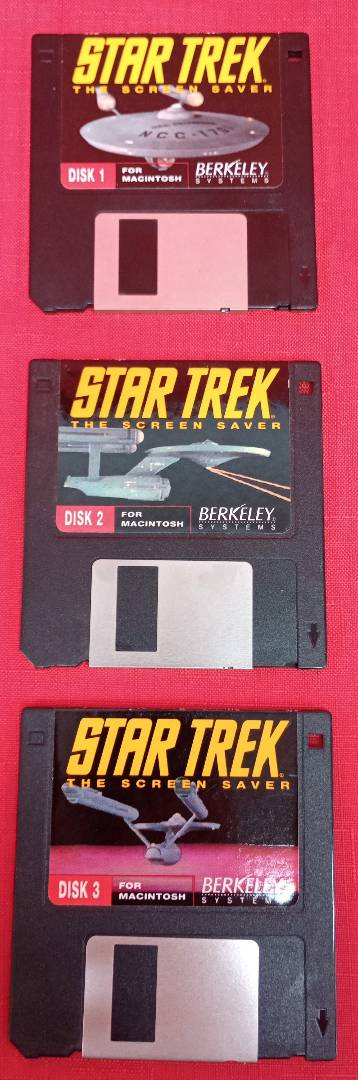 STAR TREK®
THE SCREEN SAVER
NCC-1701
DISK 1
FOR
MACINTOSH
BERKELEY®
SYSTEMS
STAR TREK®
THE SCREEN SAVER
DISK 2
FOR
MACINTOSH
BERKELEY®
SYSTEMS
STAR TREK®
THE SCREEN SAVER
DISK 3
FOR
MACINTOSH
BERKELEY
SYSTEMS